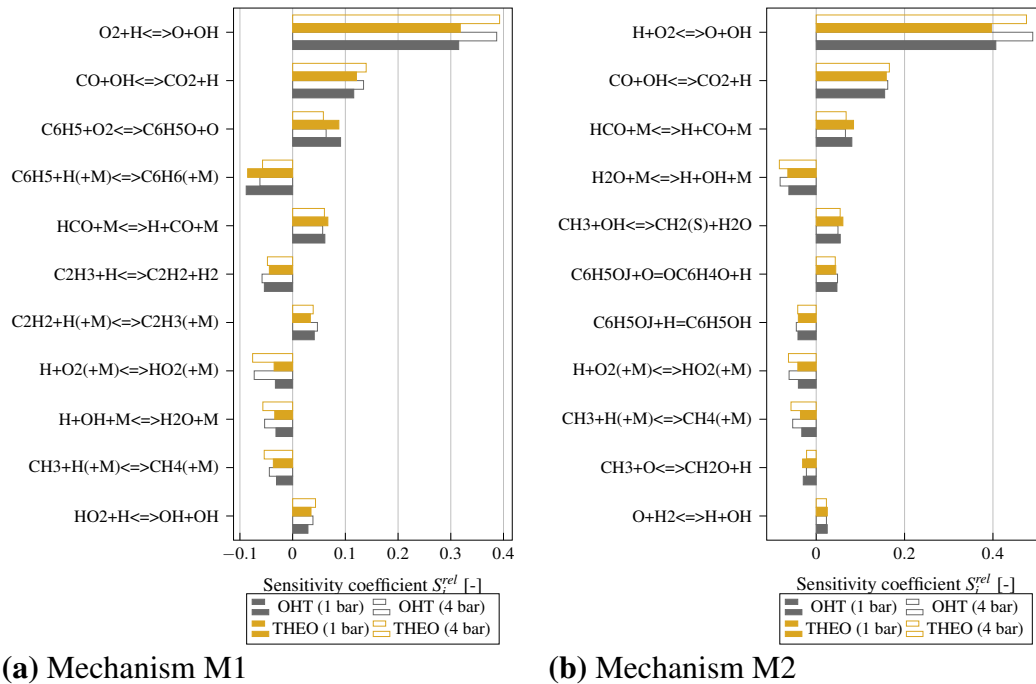 O2+H<=>O+OH
CO+OH<=>CO2+H
C6H5+O2<=>C6H5O+O
C6H5+H(+M)<=>C6H6(+M)
HCO+M<=>H+CO+M
C2H3+H<=>C2H2+H2
C2H2+H(+M)<=>C2H3(+M)
H+O2(+M)<=>HO2(+M)
H+OH+M<=>H2O+M
CH3+H(+M)<=>CH4(+M)
HO2+H<=>OH+OH
−0.1 0 0.1 0.2 0.3 0.4
Sensitivity coefficient S_i^{rel} [-]
OHT (1 bar) OHT (4 bar)
THEO (1 bar) THEO (4 bar)
(a) Mechanism M1
H+O2<=>O+OH
CO+OH<=>CO2+H
HCO+M<=>H+CO+M
H2O+M<=>H+OH+M
CH3+OH<=>CH2(S)+H2O
C6H5OJ+O=OC6H4O+H
C6H5OJ+H=C6H5OH
H+O2(+M)<=>HO2(+M)
CH3+H(+M)<=>CH4(+M)
CH3+O<=>CH2O+H
O+H2<=>H+OH
0 0.2 0.4
Sensitivity coefficient S_i^{rel} [-]
OHT (1 bar) OHT (4 bar)
THEO (1 bar) THEO (4 bar)
(b) Mechanism M2